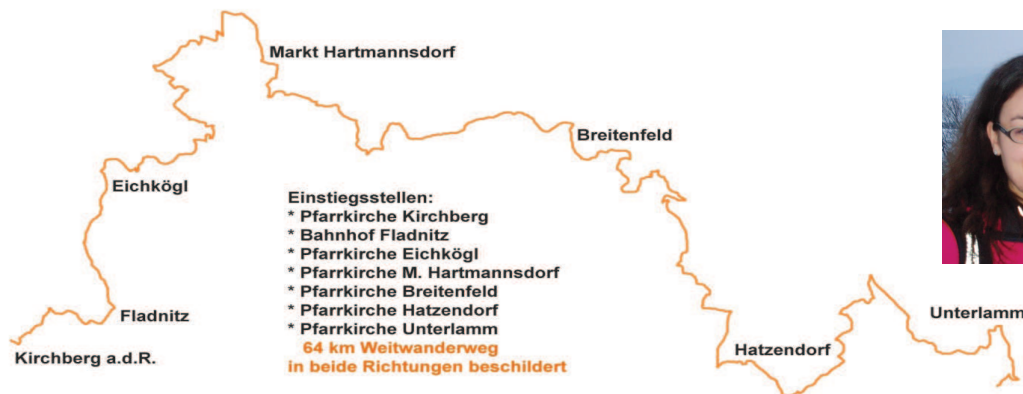 Markt Hartmannsdorf
Breitenfeld
Eichkögl
Einstiegsstellen:
* Pfarrkirche Kirchberg
* Bahnhof Fladnitz
* Pfarrkirche Eichkögl
* Pfarrkirche M. Hartmannsdorf
* Pfarrkirche Breitenfeld
* Pfarrkirche Hatzendorf
* Pfarrkirche Unterlamm
64 km Weitwanderweg
in beide Richtungen beschildert
Fladnitz
Kirchberg a.d.R.
Hatzendorf
Unterlamm